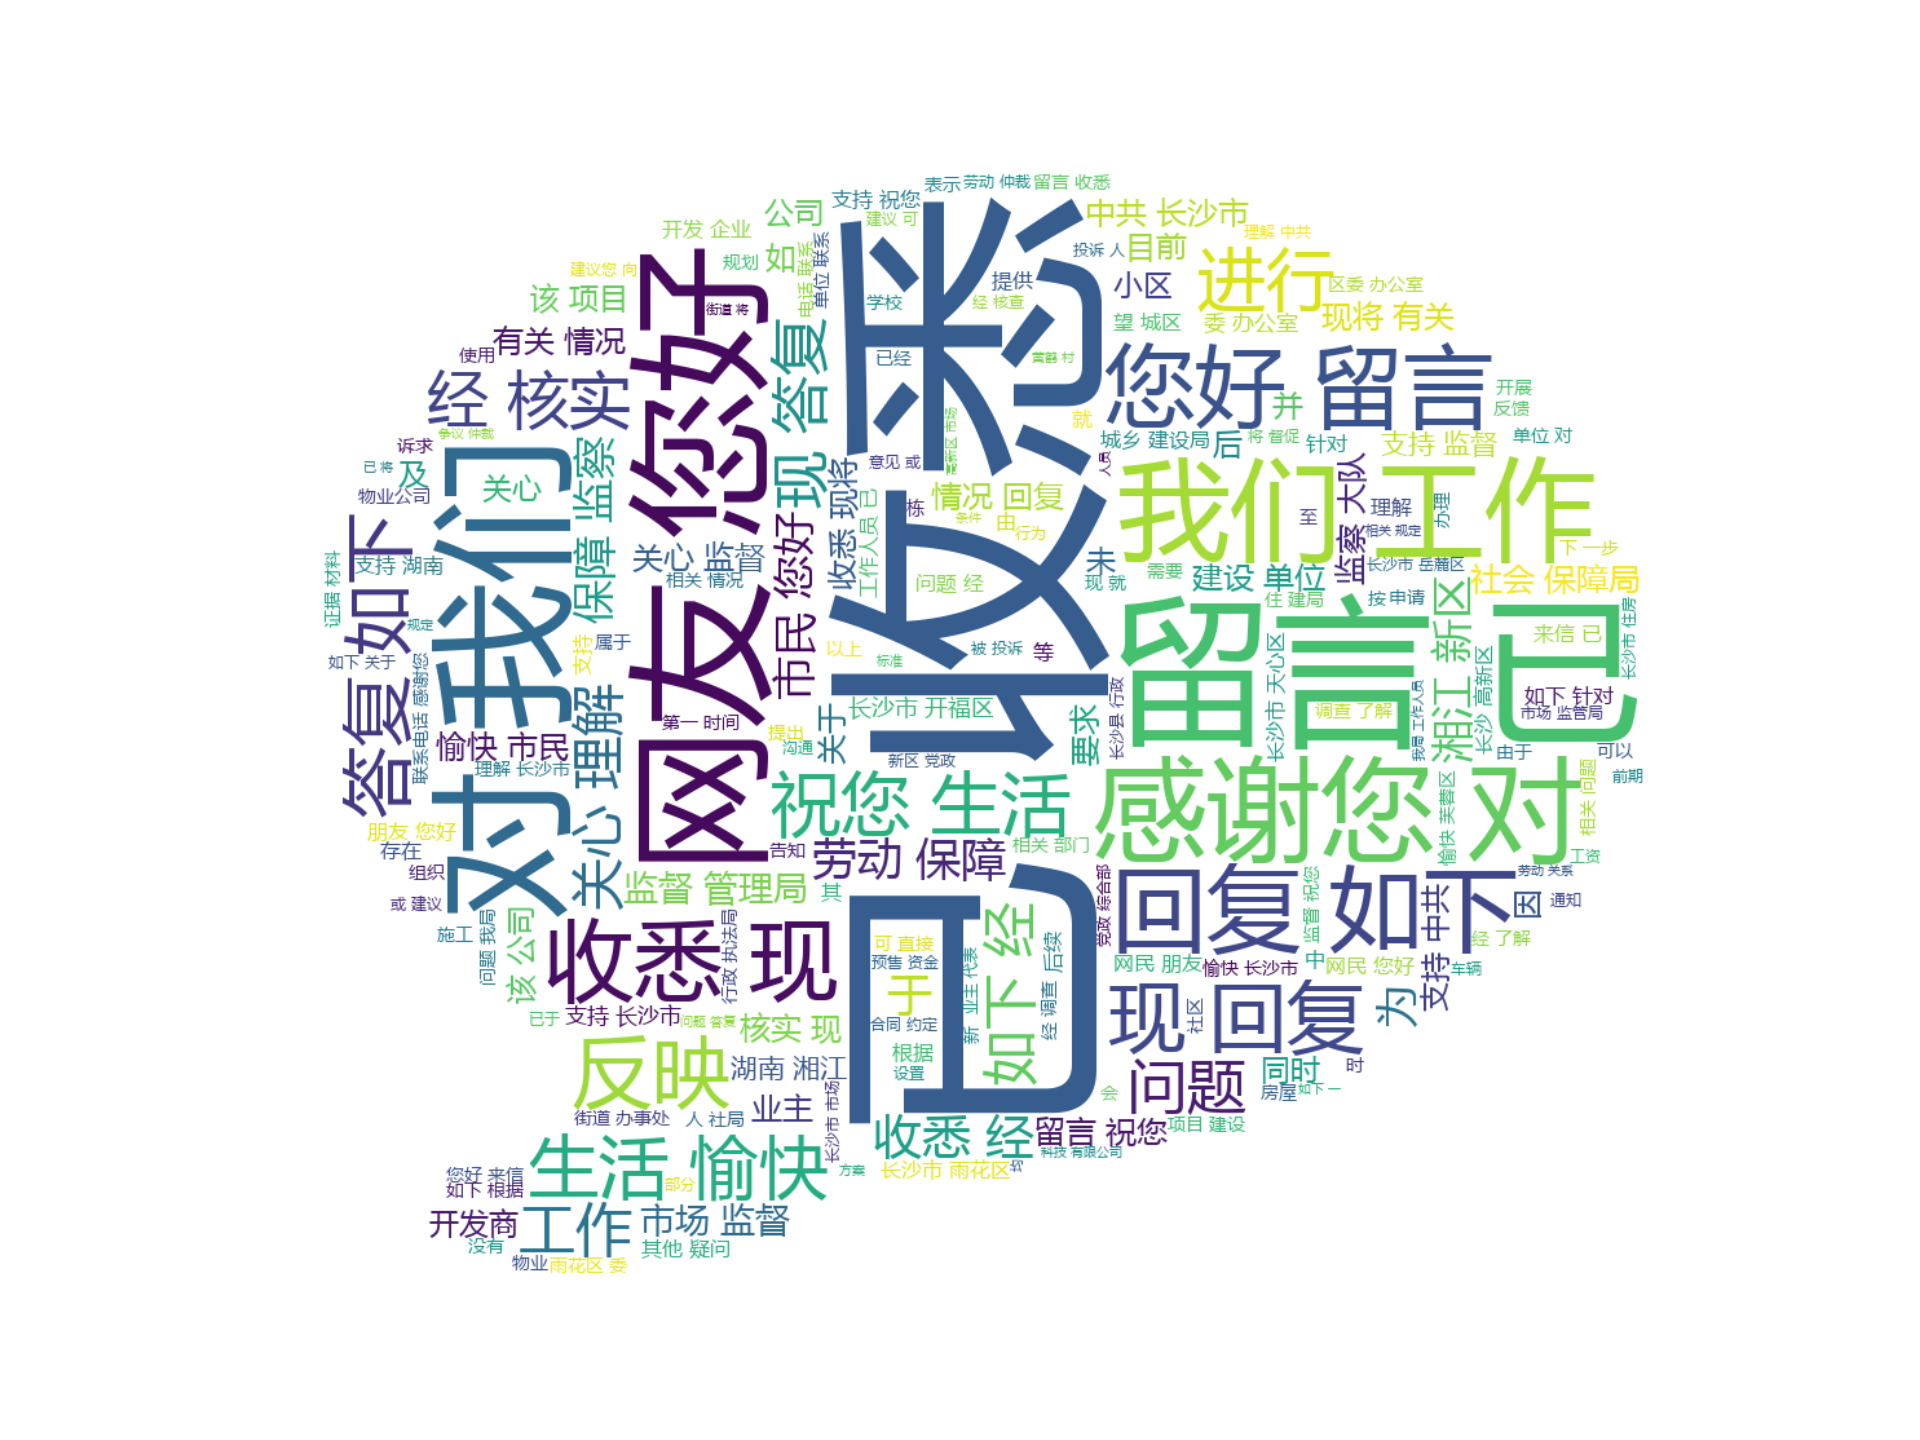 已 收悉
网友 您好
对 我们
留言 已
感谢您 对
我们 工作
您好 留言
回复 如下
现 回复
收悉 现
祝您 生活
生活 愉快
答复 如下
现 答复
经 核实
反映
进行
问题
工作
如下 经
收悉 经
关心 理解
保障 监察
劳动 保障
市民 您好
监督 管理局
湘江 新区
社会 保障局
建设 单位
监察 大队
中共 长沙市
支持 中共
市场 监督
留言 祝您
湖南 湘江
愉快 市民
关心 监督
有关 情况
现将 有关
收悉 现将
情况 回复
支持 监督
该 项目
该 公司
核实 现
公司
如
目前
小区
并
后
未
要求
关于
于
为
因
同时
业主
开发商
及
关心
支持 祝您
表示
劳动 仲裁
留言 收悉
建议 可
开发 企业
规划
建议您 向
电话 联系
单位 联系
街道 将
学校
提供
经 核查
投诉 人
理解 中共
区委 办公室
委 办公室
望 城区
使用
已经
黄兴 村
开展
反馈
就
城乡 建设局
将 督促
针对
单位 对
诉求
争议 仲裁
已 将
物业公司
高新区 市场
意见 或
人员
栋
条件
由
行为
工作人员 已
理解
至
相关 规定
办理
下 一步
支持 湖南
证据 材料
相关 情况
问题 经
现 就
需要
长沙市 岳麓区
住 建局
按 申请
来信 已
长沙市 住房
规定
支持
属于
以上
标准
被 投诉
等
如下 关于
联系电话 感谢您
第一 时间
提出
沟通
长沙市 开福区
长沙县 行政
长沙市 天心区
调查 了解
我局 工作人员
长沙 高新区
如下 针对
市场 监管局
由于
可以
前期
理解 长沙市
新区 党政
朋友 您好
存在
告知
相关 部门
愉快 芙蓉区
相关 问题
工资
组织
或 建议
其
党政 综合部
监督 祝您
劳动 关系
通知
施工
问题 我局
行政 执法局
可 直接
预售 资金
业主 代表
后续
中
经 了解
网民 朋友
愉快 长沙市
网民 您好
车辆
已于
支持 长沙市
问题 答复
合同 约定
新
经 调查
社区
根据
设置
时
房屋
如下 一
会
街道 办事处
人 社局
长沙市 市场
项目 建设
科技 有限公司
您好 来信
如下 根据
部分
方案
长沙市 雨花区
没有
其他 疑问
物业
雨花区 委